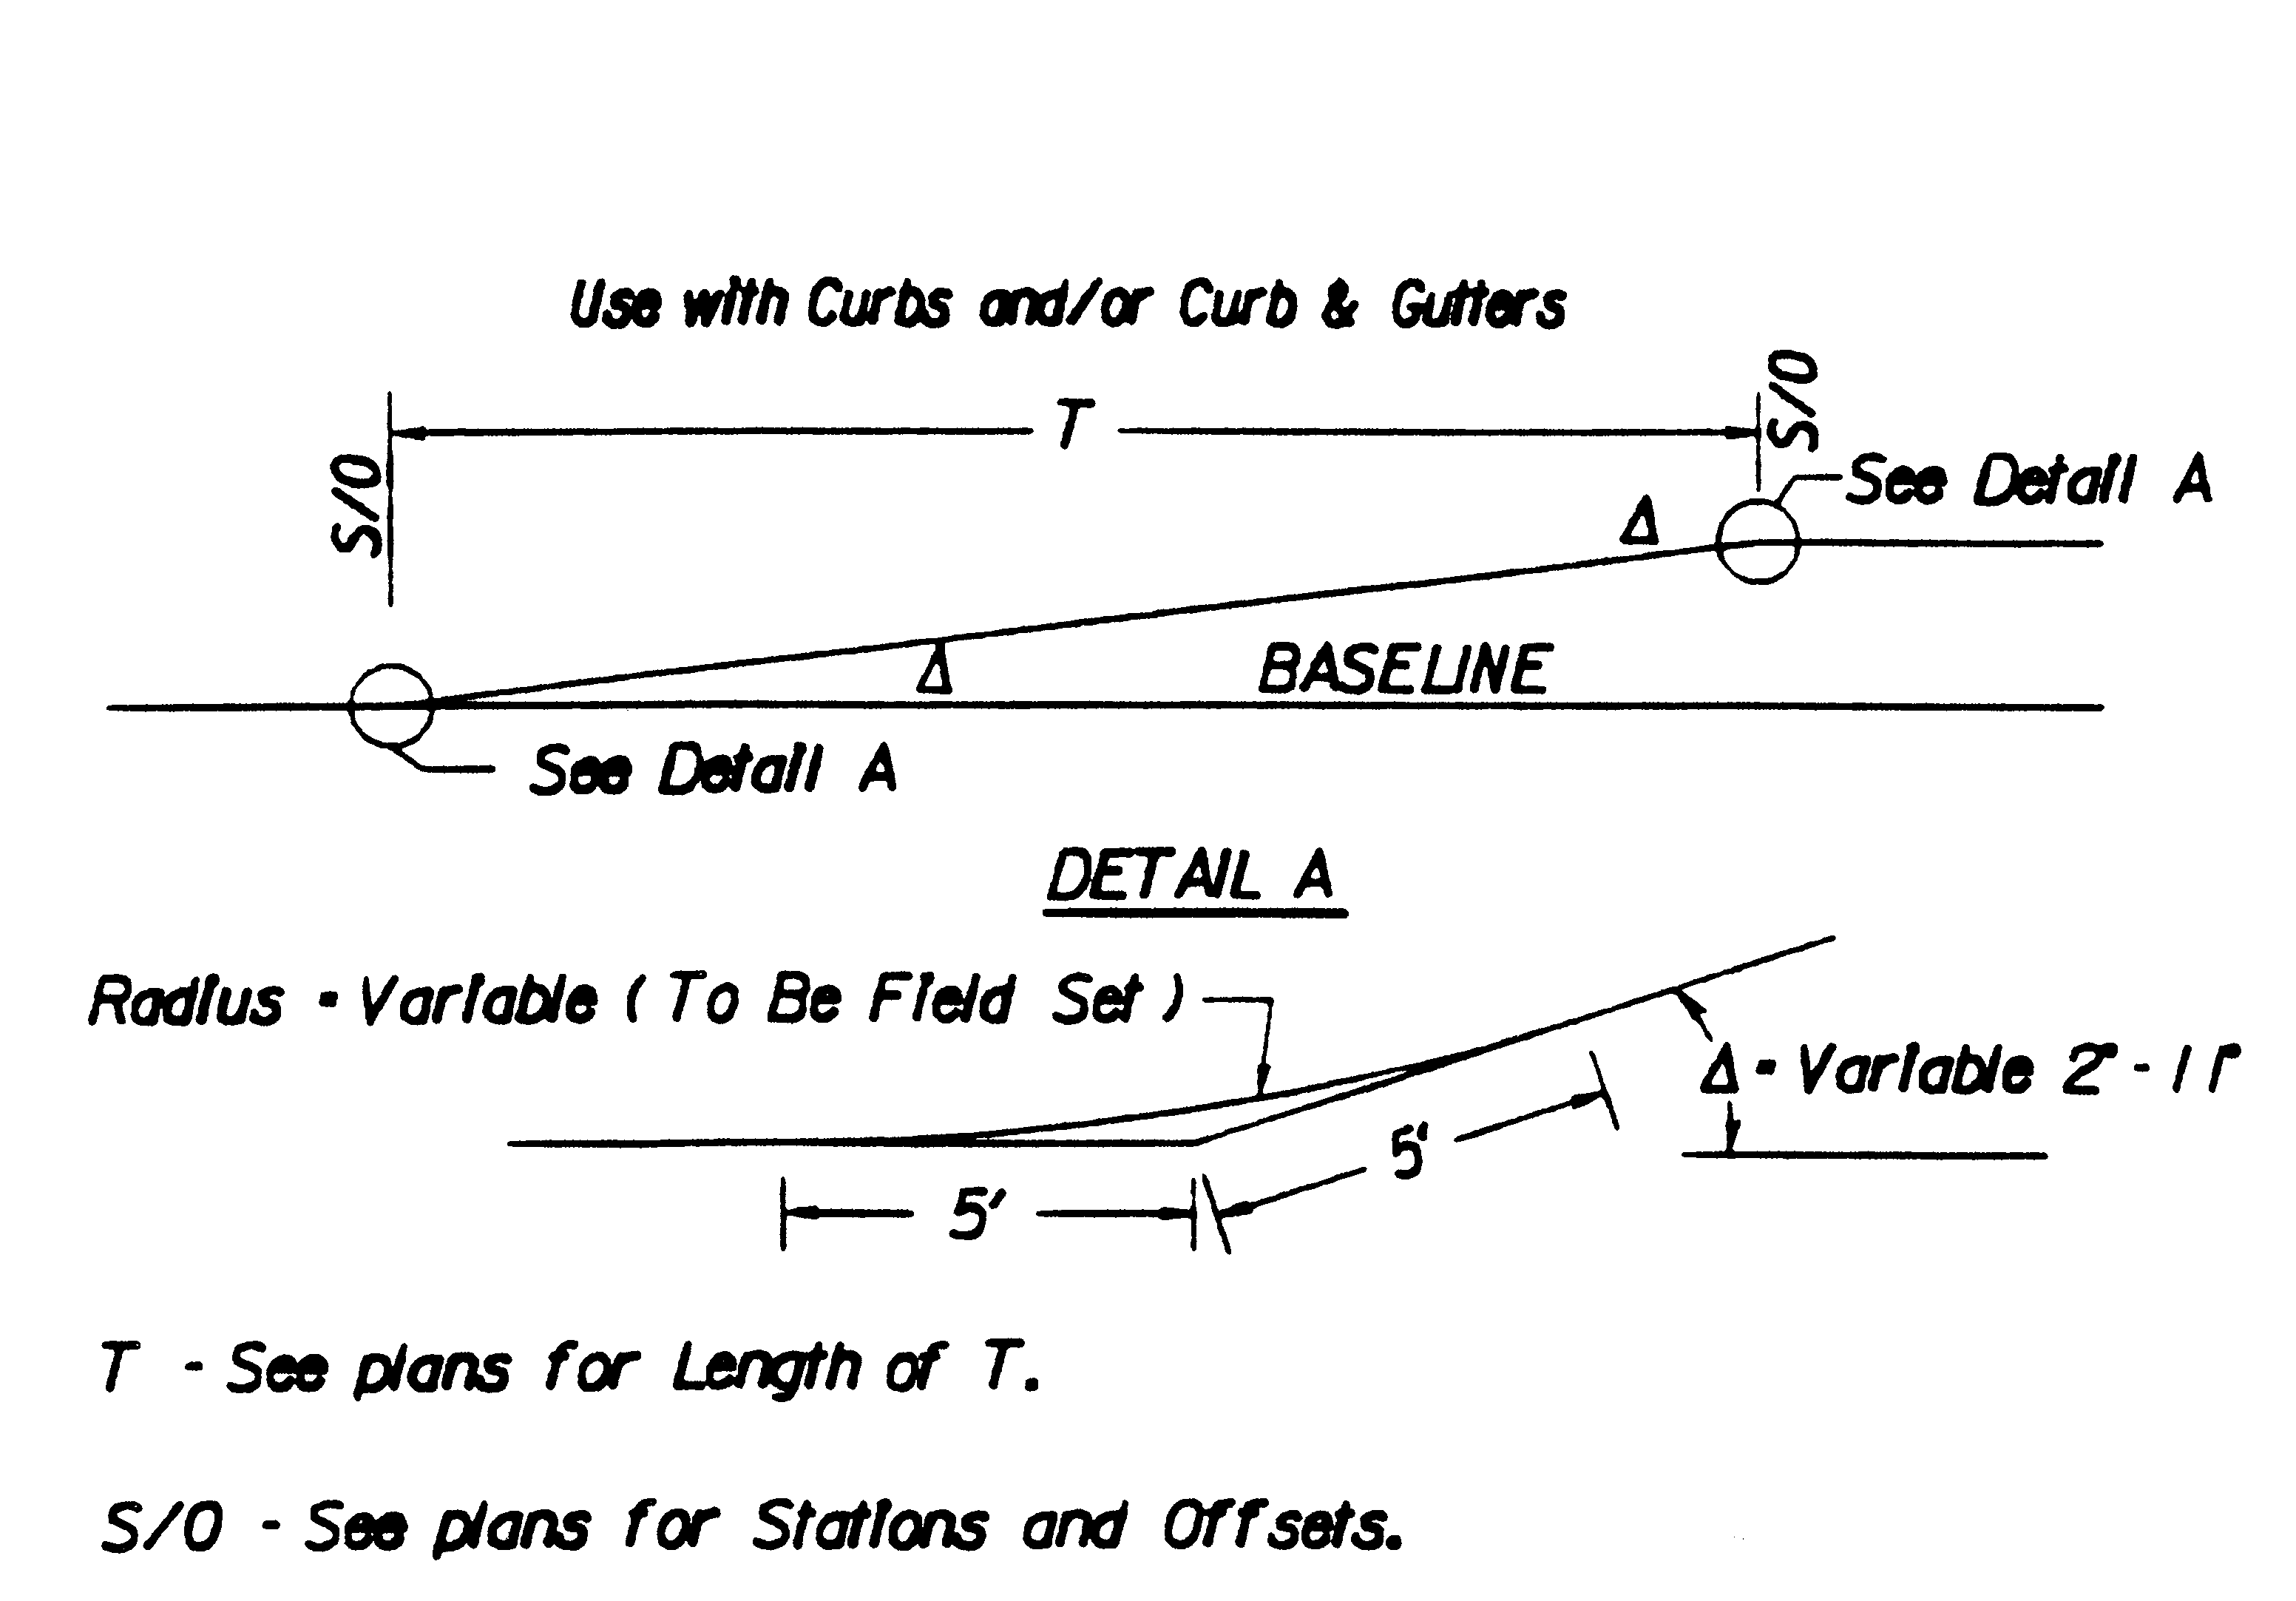 Use with Curbs and/or Curb & Gutters
S/O
T
S/O
See Detail A
Δ
Δ
BASELINE
See Detail A
DETAIL A
Radius - Variable ( To Be Field Set )
Δ - Variable 2° - 11°
5'
5'
T - See plans for Length of T.
S/O - See plans for Stations and Offsets.